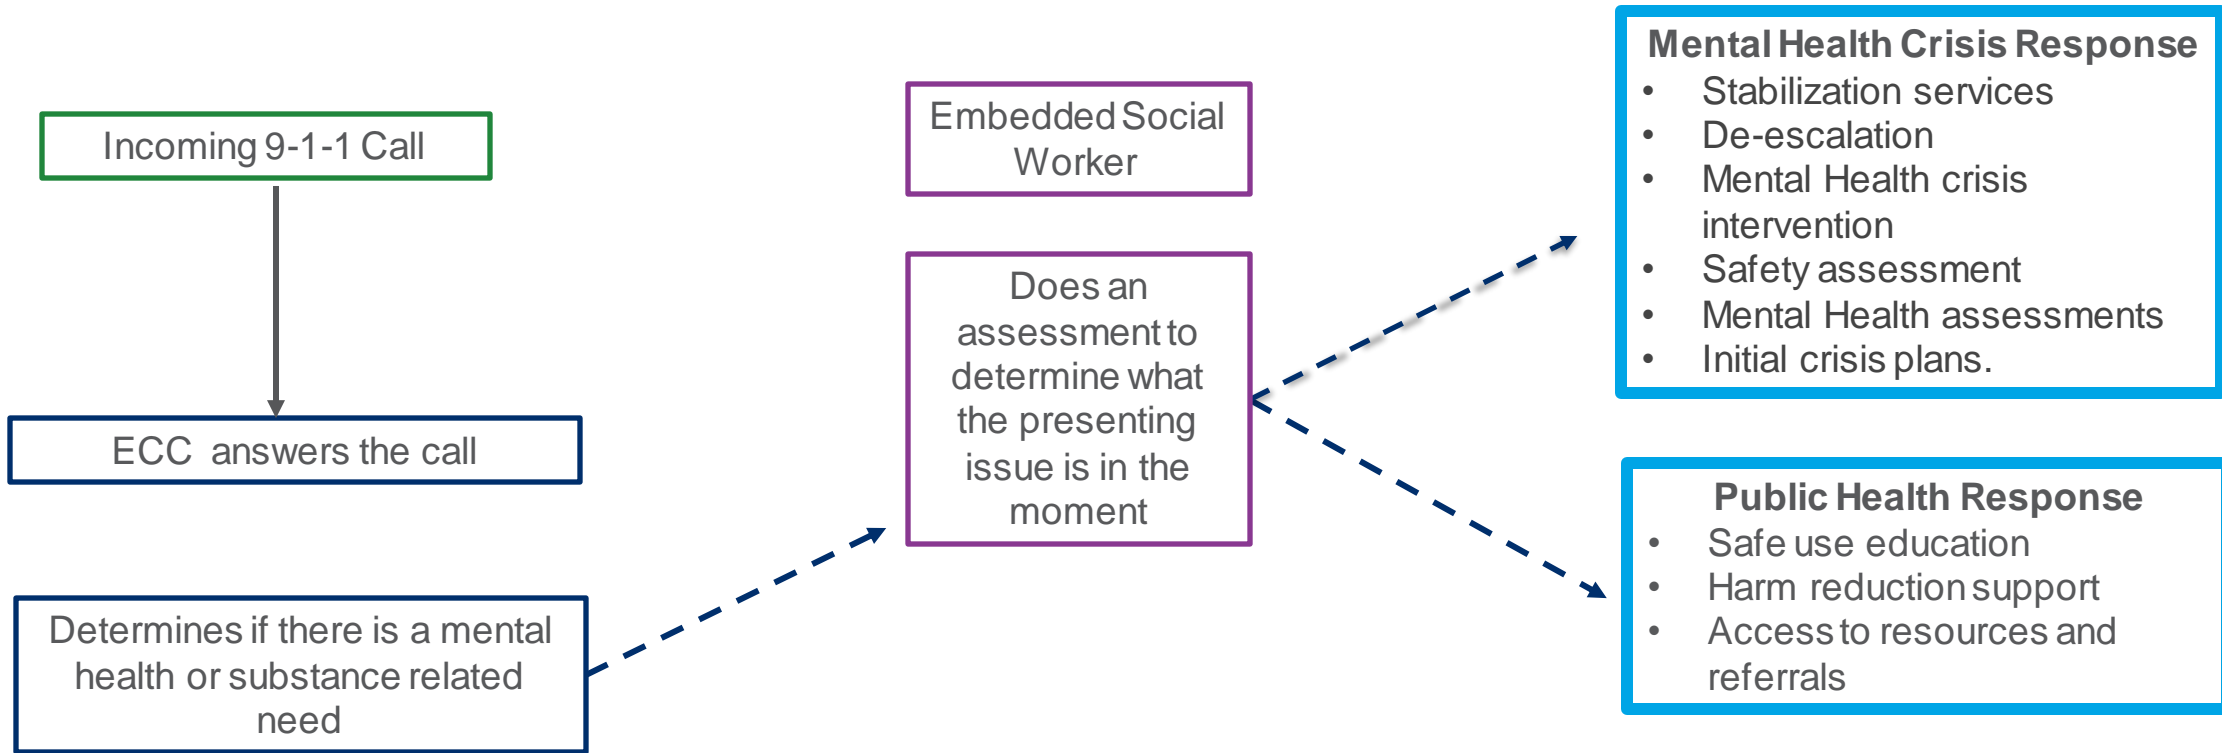 Incoming 9-1-1 Call
ECC answers the call
Determines if there is a mental
health or substance related
need
Embedded Social
Worker
Does an
assessment to
determine what
the presenting
issue is in the
moment
Mental Health Crisis Response
• Stabilization services
• De-escalation
• Mental Health crisis
intervention
• Safety assessment
• Mental Health assessments
• Initial crisis plans.
Public Health Response
• Safe use education
• Harm reduction support
• Access to resources and
referrals